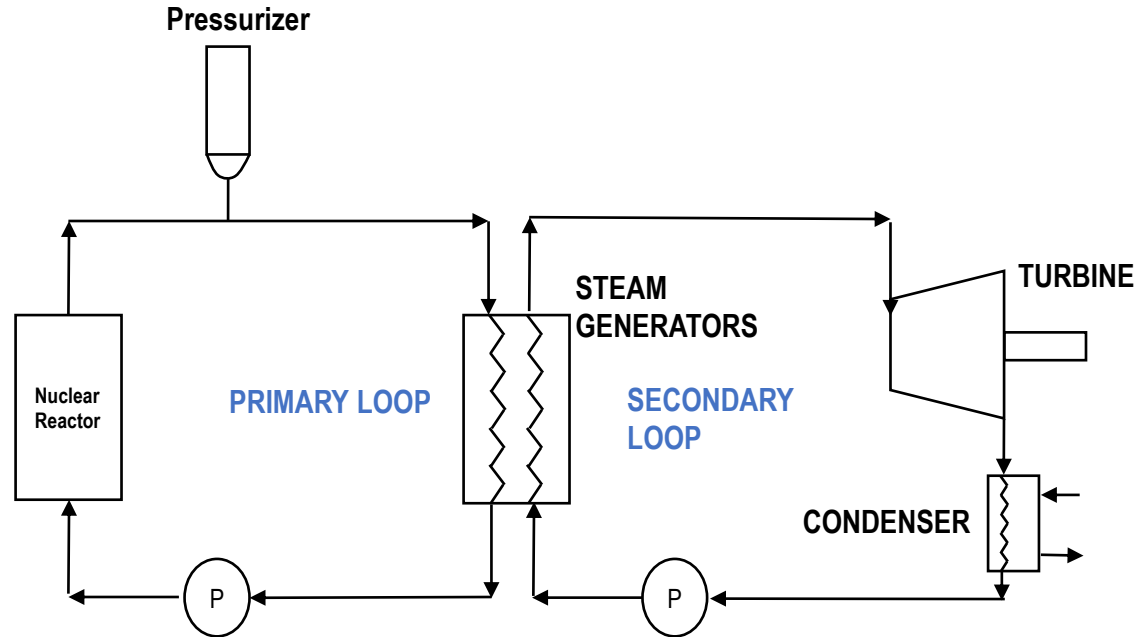 Pressurizer
TURBINE
STEAM
GENERATORS
Nuclear
Reactor
PRIMARY LOOP
SECONDARY
LOOP
CONDENSER
P
P